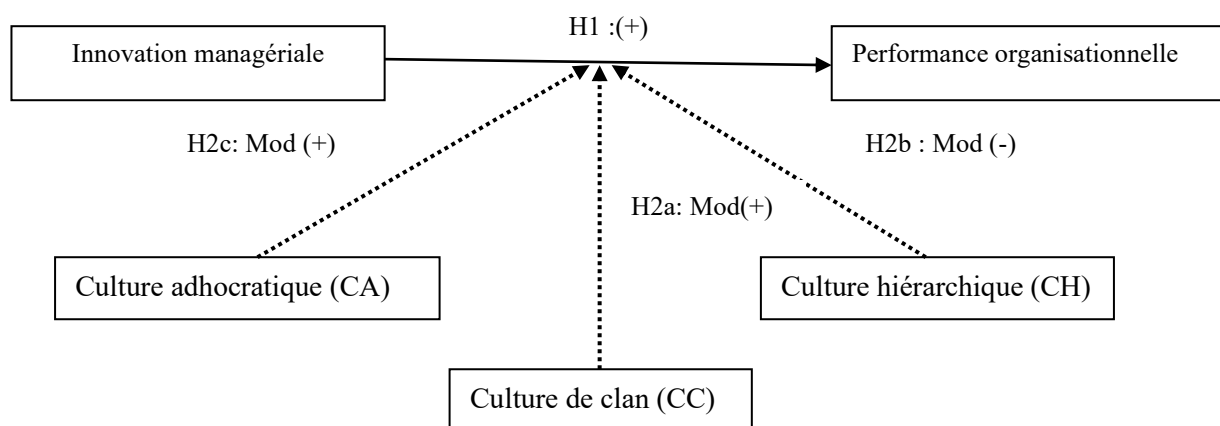 H1 :(+)
Innovation managériale
Performance organisationnelle
H2c: Mod (+)
H2b : Mod (-)
H2a: Mod(+)
Culture adhocratique (CA)
Culture hiérarchique (CH)
Culture de clan (CC)